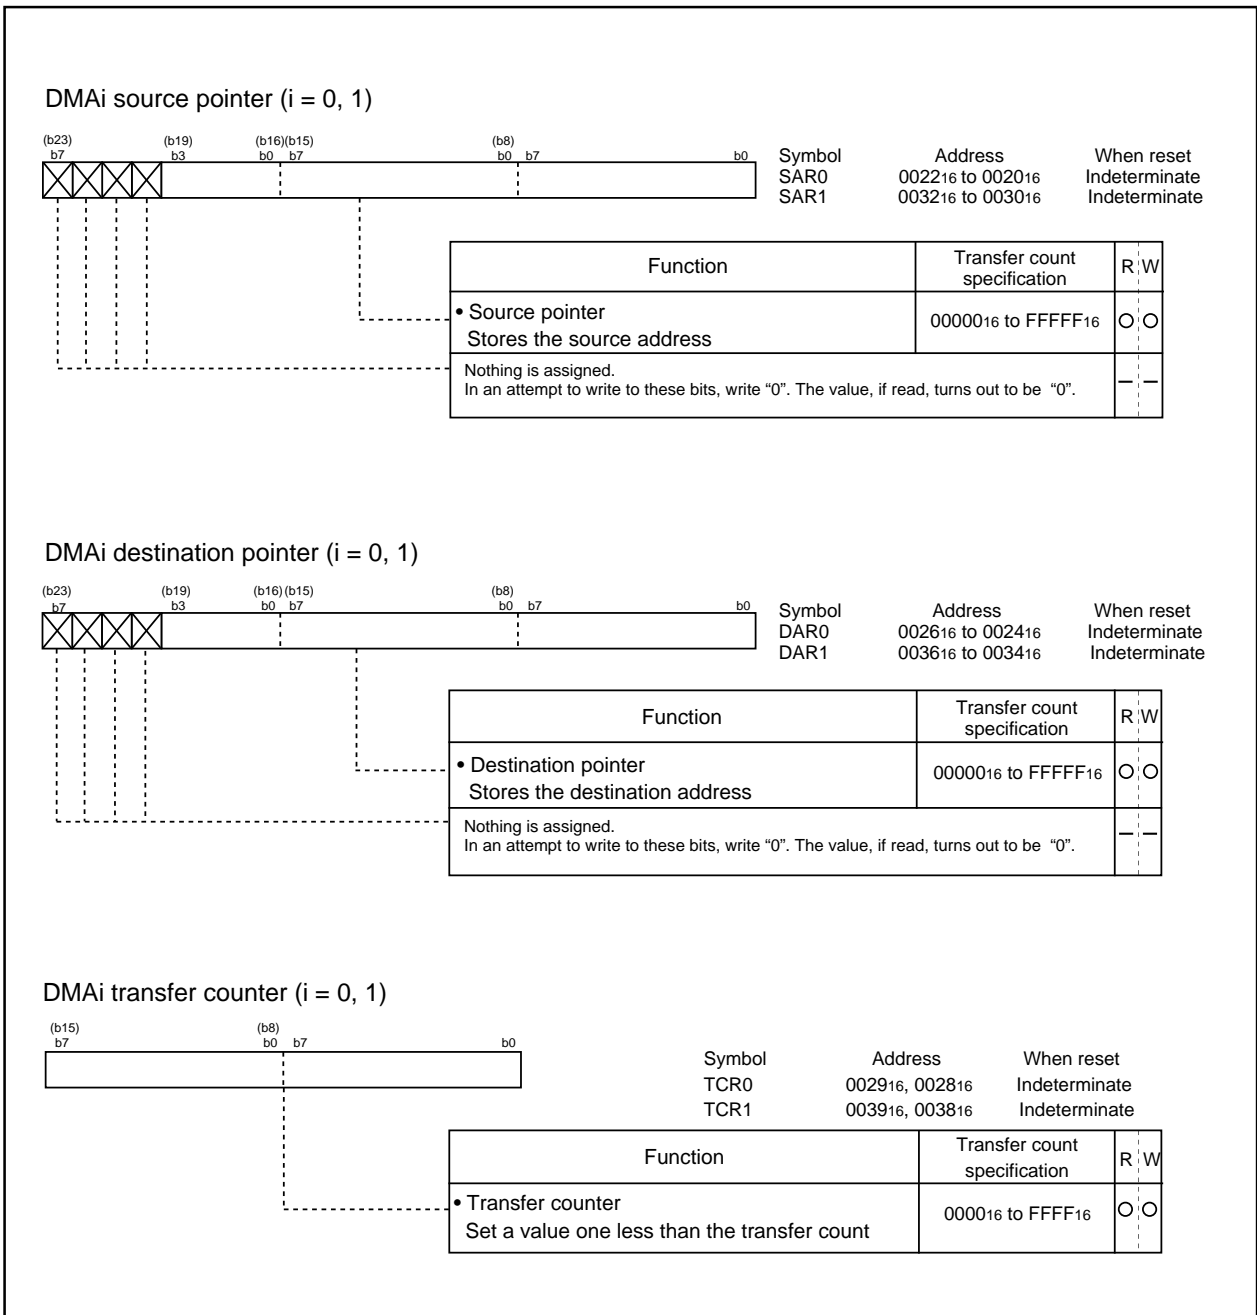 DMAi source pointer (i = 0, 1)
(b23) (b19) (b16)(b15) (b8)
b7 b3 b0 b7 b0 b7 b0
Symbol Address When reset
SAR0 002216 to 002016 Indeterminate
SAR1 003216 to 003016 Indeterminate
Function Transfer count specification R W
• Source pointer
Stores the source address
0000016 to FFFFF16
Nothing is assigned.
In an attempt to write to these bits, write “0”. The value, if read, turns out to be “0”.
DMAi destination pointer (i = 0, 1)
(b23) (b19) (b16)(b15) (b8)
b7 b3 b0 b7 b0 b7 b0
Symbol Address When reset
DAR0 002616 to 002416 Indeterminate
DAR1 003616 to 003416 Indeterminate
Function Transfer count specification R W
• Destination pointer
Stores the destination address
0000016 to FFFFF16
Nothing is assigned.
In an attempt to write to these bits, write “0”. The value, if read, turns out to be “0”.
DMAi transfer counter (i = 0, 1)
(b15) (b8)
b7 b0 b7 b0
Symbol Address When reset
TCR0 002916, 002816 Indeterminate
TCR1 003916, 003816 Indeterminate
Function Transfer count specification R W
• Transfer counter
Set a value one less than the transfer count
000016 to FFFF16